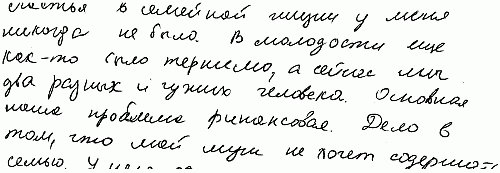 счастья в семейной жизни у меня
никогда не было. В молодости еще
как-то было терпимо, а сейчас мы
два разных и чужих человека. Основная
наша проблема финансовая. Дело в
том, что мой муж не хочет содержать
семью. У него